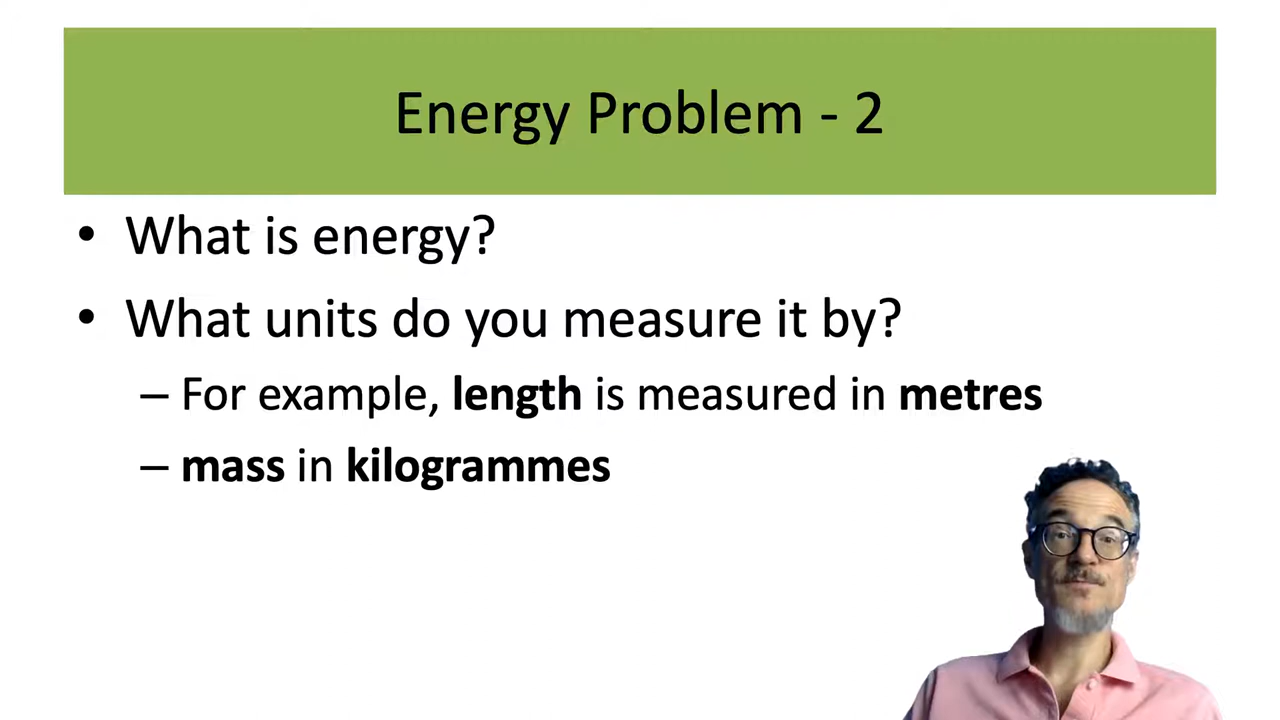 Energy Problem - 2
• What is energy?
• What units do you measure it by?
– For example, length is measured in metres
– mass in kilogrammes